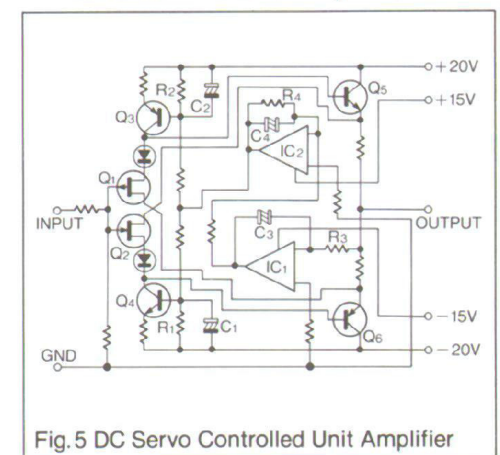 R2
C2
Q3
Q5
+20V
+15V
R4
C4
IC2
Q1
INPUT
OUTPUT
C3
R3
Q2
IC1
Q4
−15V
R1
C1
Q6
−20V
GND
Fig.5 DC Servo Controlled Unit Amplifier